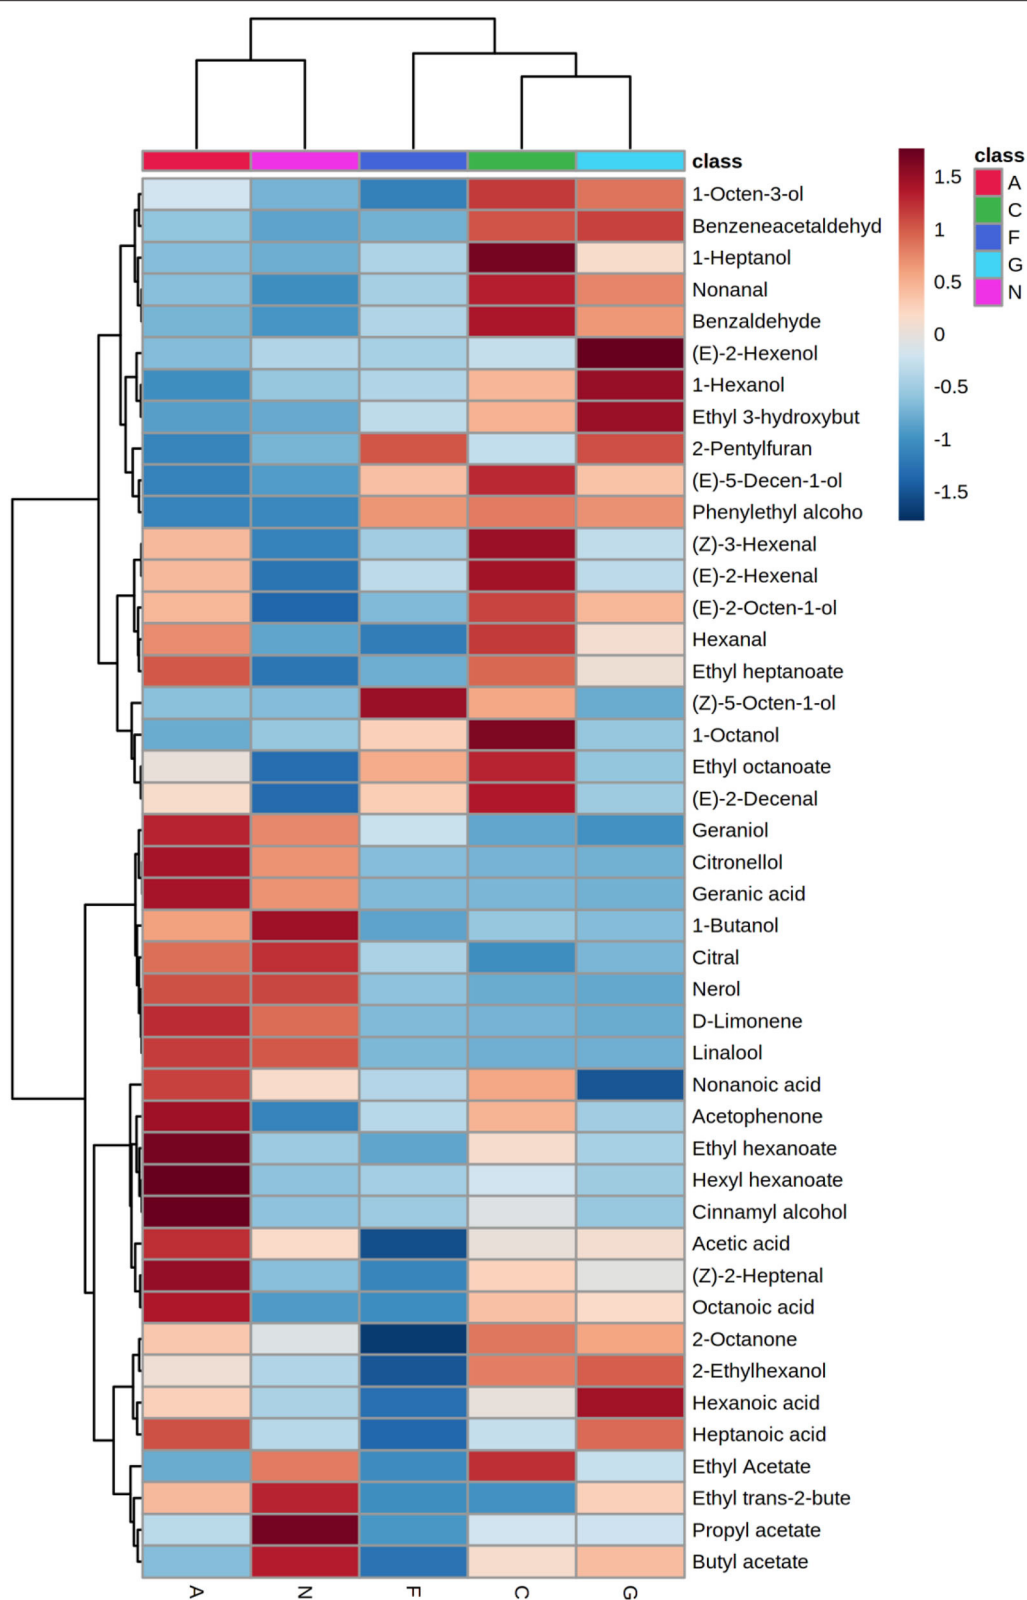 class
1-Octen-3-ol
Benzeneacetaldehyd
1-Heptanol
Nonanal
Benzaldehyde
(E)-2-Hexenol
1-Hexanol
Ethyl 3-hydroxybut
2-Pentylfuran
(E)-5-Decen-1-ol
Phenylethyl alcoho
(Z)-3-Hexenal
(E)-2-Hexenal
(E)-2-Octen-1-ol
Hexanal
Ethyl heptanoate
(Z)-5-Octen-1-ol
1-Octanol
Ethyl octanoate
(E)-2-Decenal
Geraniol
Citronellol
Geranic acid
1-Butanol
Citral
Nerol
D-Limonene
Linalool
Nonanoic acid
Acetophenone
Ethyl hexanoate
Hexyl hexanoate
Cinnamyl alcohol
Acetic acid
(Z)-2-Heptenal
Octanoic acid
2-Octanone
2-Ethylhexanol
Hexanoic acid
Heptanoic acid
Ethyl Acetate
Ethyl trans-2-bute
Propyl acetate
Butyl acetate
A N F C G
1.5
1
0.5
0
-0.5
-1
-1.5
class
A
C
F
G
N